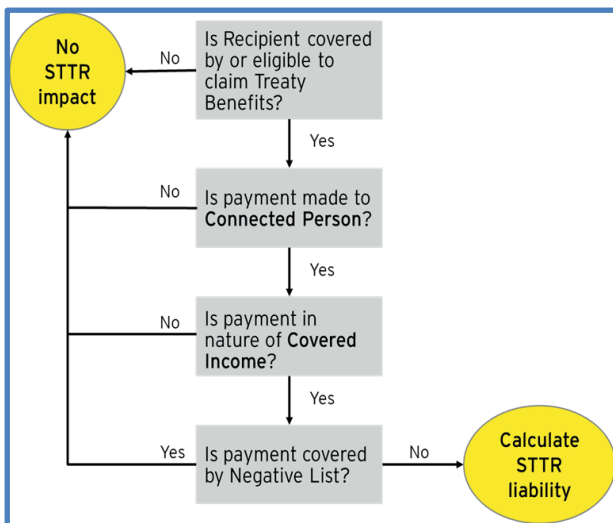 No
STTR
impact
No
Is Recipient covered
by or eligible to
claim Treaty
Benefits?
Yes
No
Is payment made to
Connected Person?
Yes
No
Is payment in
nature of Covered
Income?
Yes
Yes
Is payment covered
by Negative List?
No
Calculate
STTR
liability